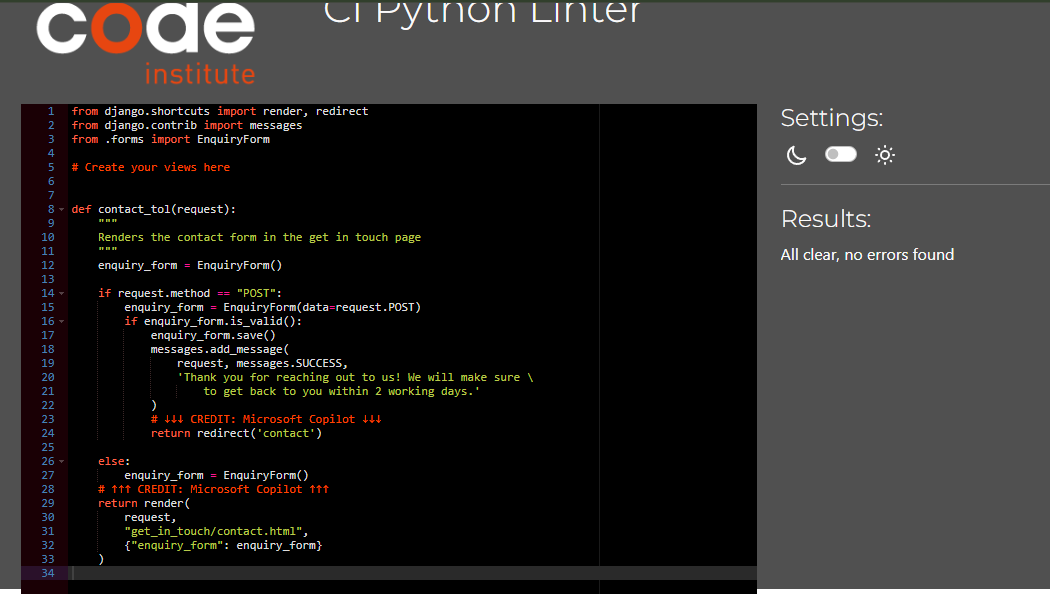 code
institute
CI Python Linter
1 from django.shortcuts import render, redirect
2 from django.contrib import messages
3 from .forms import EnquiryForm
4
5 # Create your views here
6
7
8 def contact_tol(request):
9     """
10     Renders the contact form in the get in touch page
11     """
12     enquiry_form = EnquiryForm()
13
14     if request.method == "POST":
15         enquiry_form = EnquiryForm(data=request.POST)
16         if enquiry_form.is_valid():
17             enquiry_form.save()
18             messages.add_message(
19                 request, messages.SUCCESS,
20                 'Thank you for reaching out to us! We will make sure \
21                     to get back to you within 2 working days.'
22             )
23             # ↓↓↓ CREDIT: Microsoft Copilot ↓↓↓
24             return redirect('contact')
25
26     else:
27         enquiry_form = EnquiryForm()
28     # ↑↑↑ CREDIT: Microsoft Copilot ↑↑↑
29     return render(
30         request,
31         "get_in_touch/contact.html",
32         {"enquiry_form": enquiry_form}
33     )
34
Settings:
Results:
All clear, no errors found